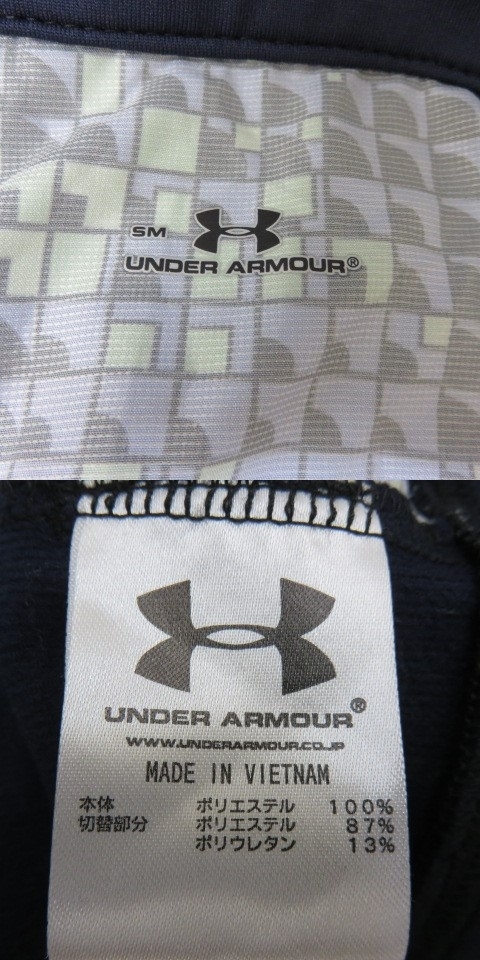 SM
UNDER ARMOUR®
UNDER ARMOUR®
WWW.UNDERARMOUR.CO.JP
MADE IN VIETNAM
本体 ポリエステル 100%
切替部分 ポリエステル 87%
ポリウレタン 13%